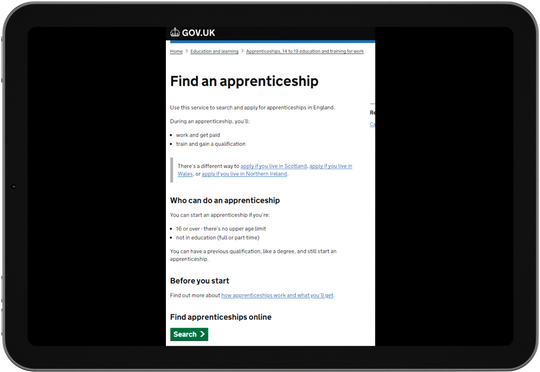 GOV.UK
Home > Education and learning > Apprenticeships, 14 to 19 education and training for work
Find an apprenticeship
Use this service to search and apply for apprenticeships in England.
During an apprenticeship, you'll:
• work and get paid
• train and gain a qualification
There's a different way to apply if you live in Scotland, apply if you live in
Wales, or apply if you live in Northern Ireland.
Who can do an apprenticeship
You can start an apprenticeship if you're:
• 16 or over - there's no upper age limit
• not in education (full or part-time)
You can have a previous qualification, like a degree, and still start an
apprenticeship.
Before you start
Find out more about how apprenticeships work and what you'll get.
Find apprenticeships online
Search >